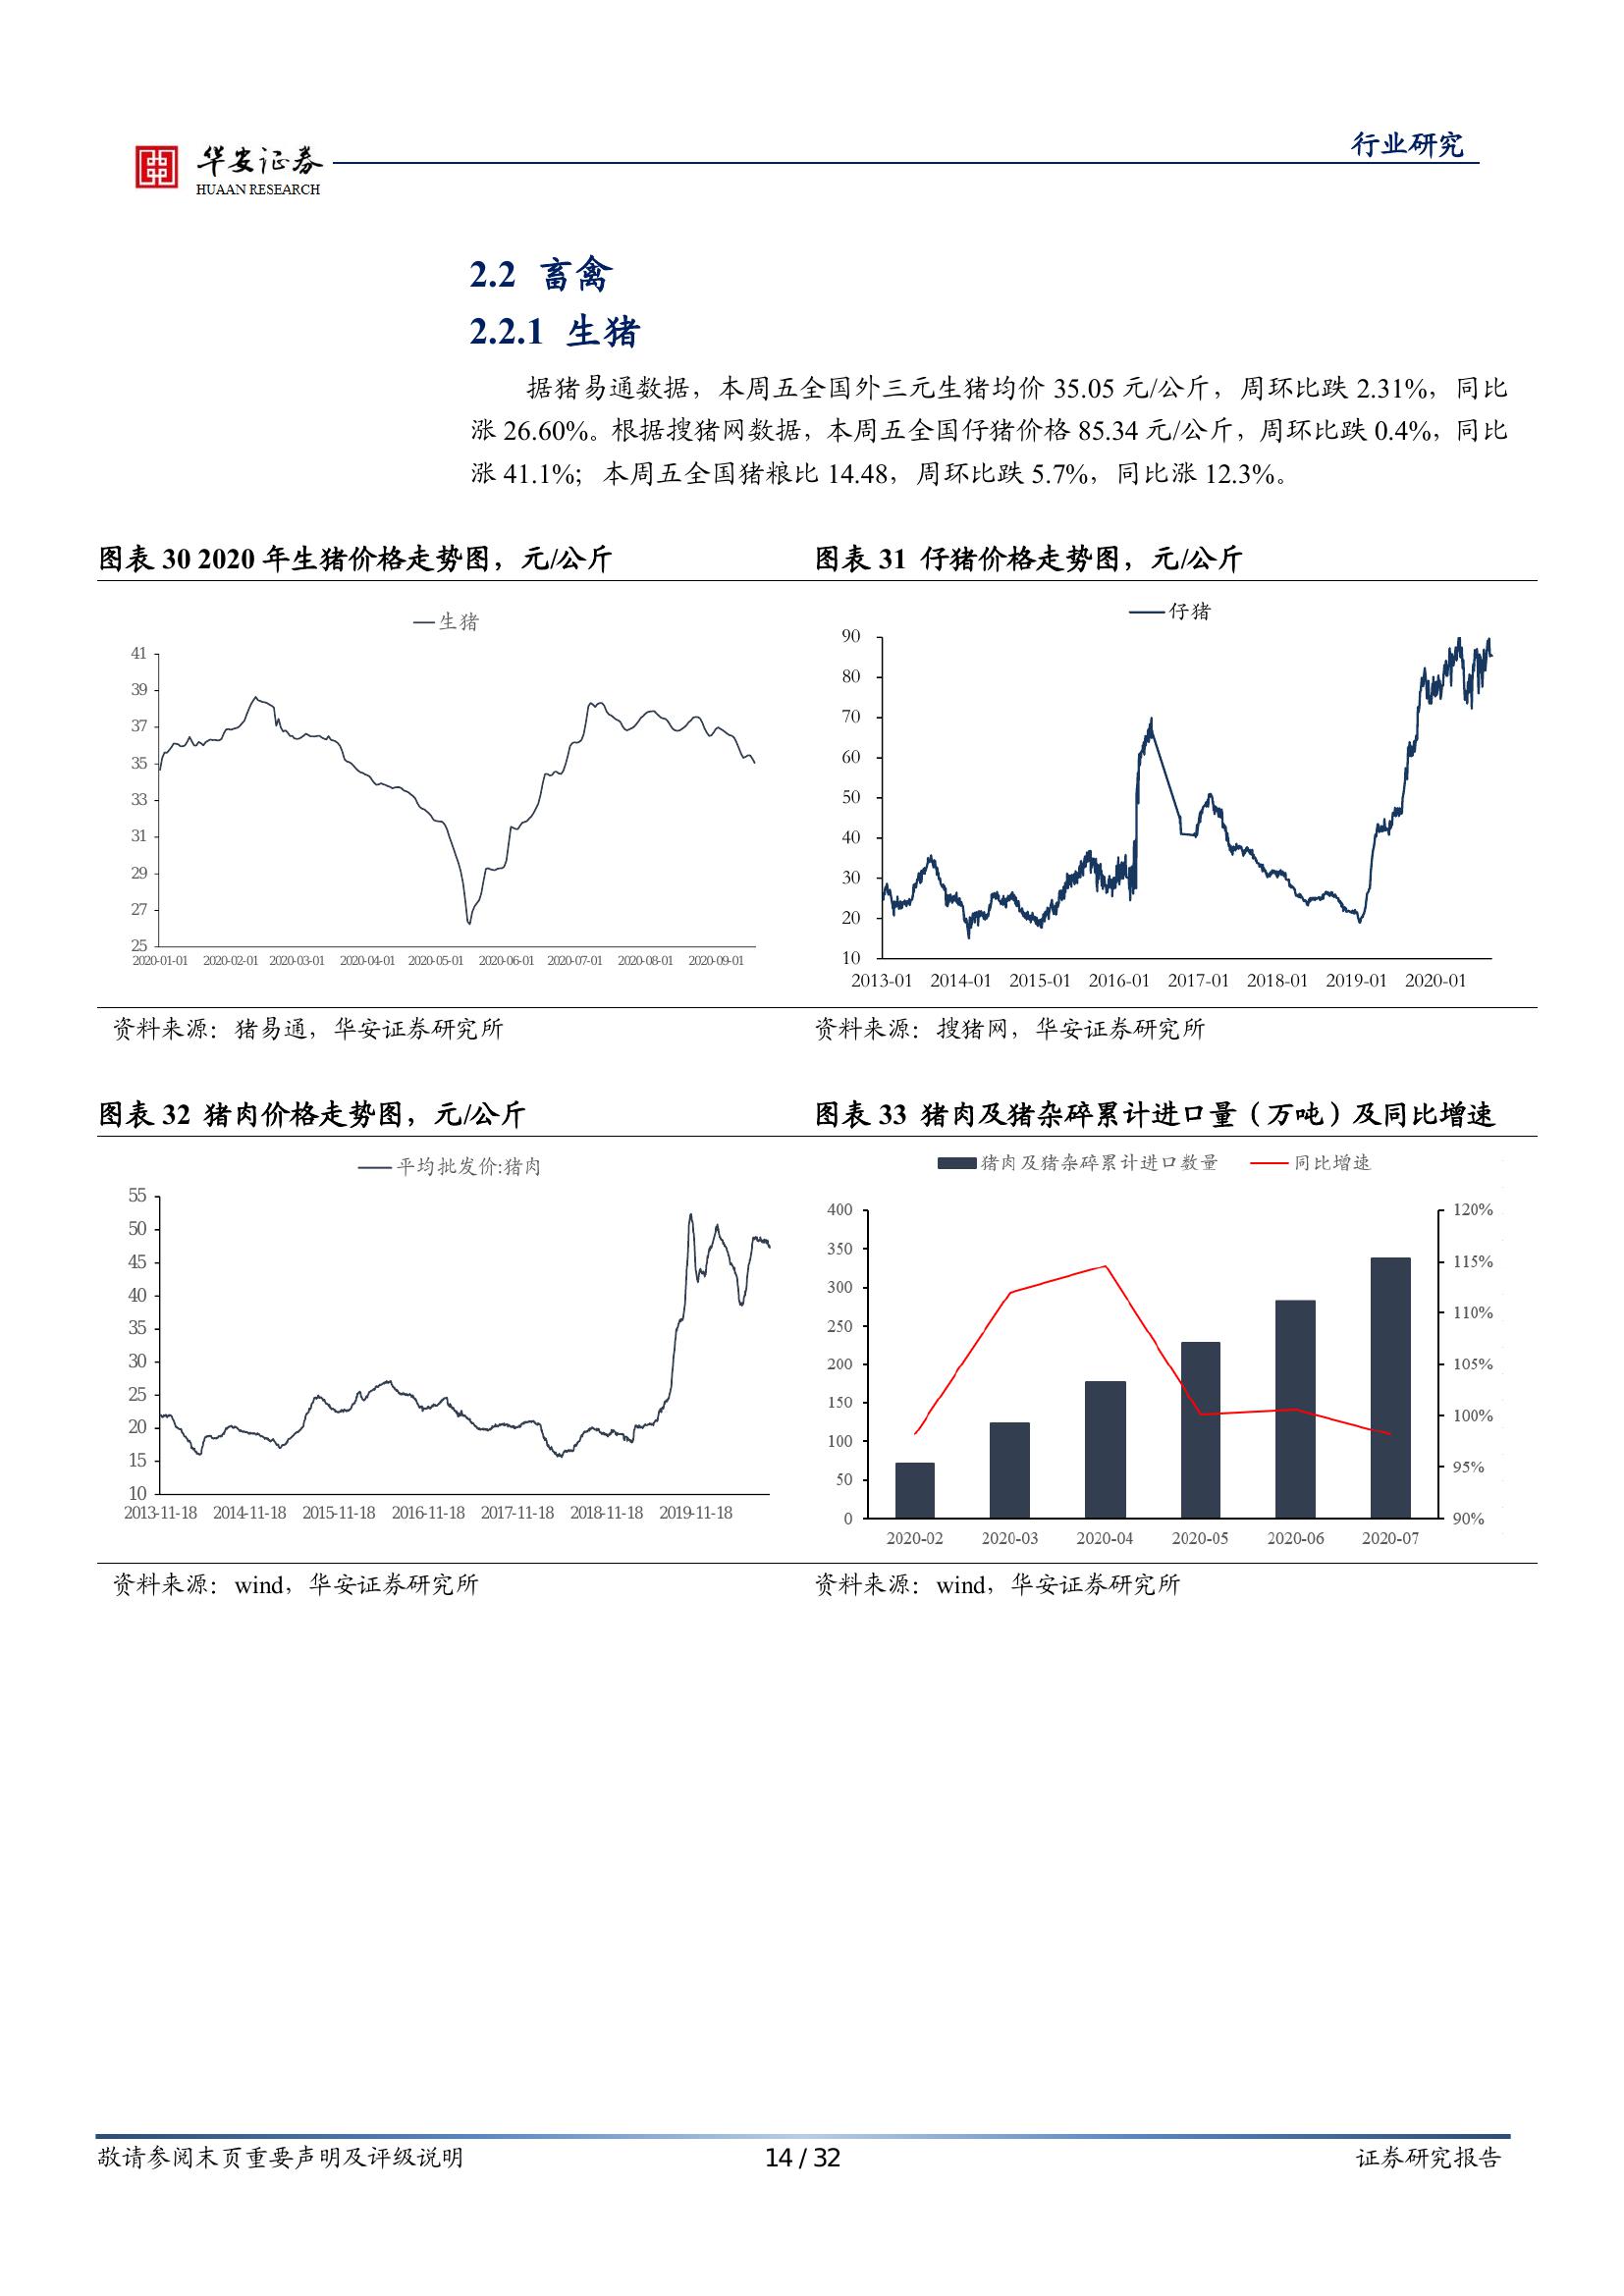 华安证券
HUAAN RESEARCH
行业研究
2.2 畜禽
2.2.1 生猪
据猪易通数据，本周五全国外三元生猪均价 35.05 元/公斤，周环比跌 2.31%，同比
涨 26.60%。根据搜猪网数据，本周五全国仔猪价格 85.34 元/公斤，周环比跌 0.4%，同比
涨 41.1%；本周五全国猪粮比 14.48，周环比跌 5.7%，同比涨 12.3%。
图表 30 2020 年生猪价格走势图，元/公斤
生猪
41
39
37
35
33
31
29
27
25
2020-01-01 2020-02-01 2020-03-01 2020-04-01 2020-05-01 2020-06-01 2020-07-01 2020-08-01 2020-09-01
资料来源：猪易通，华安证券研究所
图表 31 仔猪价格走势图，元/公斤
仔猪
90
80
70
60
50
40
30
20
10
2013-01 2014-01 2015-01 2016-01 2017-01 2018-01 2019-01 2020-01
资料来源：搜猪网，华安证券研究所
图表 32 猪肉价格走势图，元/公斤
平均批发价:猪肉
55
50
45
40
35
30
25
20
15
10
2013-11-18 2014-11-18 2015-11-18 2016-11-18 2017-11-18 2018-11-18 2019-11-18
资料来源：wind，华安证券研究所
图表 33 猪肉及猪杂碎累计进口量（万吨）及同比增速
猪肉及猪杂碎累计进口数量 同比增速
400
350
300
250
200
150
100
50
0
120%
115%
110%
105%
100%
95%
90%
2020-02 2020-03 2020-04 2020-05 2020-06 2020-07
资料来源：wind，华安证券研究所
敬请参阅末页重要声明及评级说明 14 / 32 证券研究报告